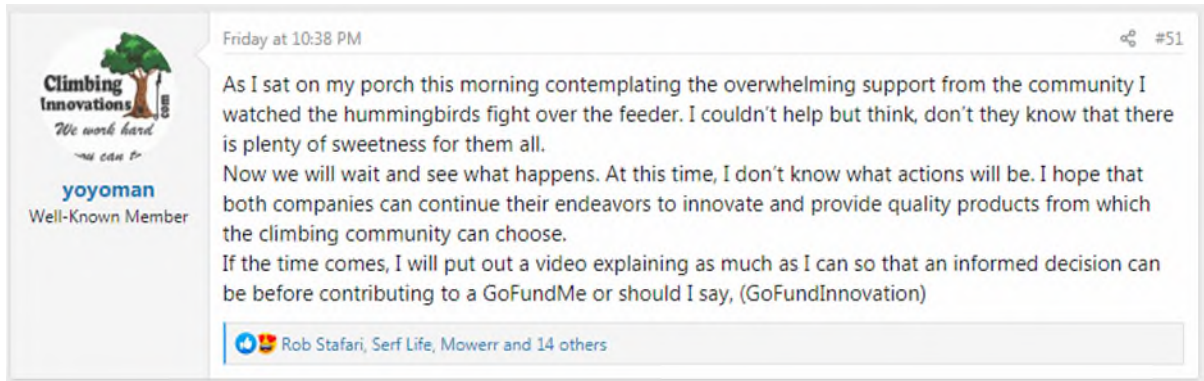 Friday at 10:38 PM
#51
Climbing
Innovations
.com
We work hard
you can
yoyoman
Well-Known Member
As I sat on my porch this morning contemplating the overwhelming support from the community I
watched the hummingbirds fight over the feeder. I couldn't help but think, don't they know that there
is plenty of sweetness for them all.
Now we will wait and see what happens. At this time, I don't know what actions will be. I hope that
both companies can continue their endeavors to innovate and provide quality products from which
the climbing community can choose.
If the time comes, I will put out a video explaining as much as I can so that an informed decision can
be before contributing to a GoFundMe or should I say, (GoFundInnovation)
Rob Stafari, Serf Life, Mowerr and 14 others